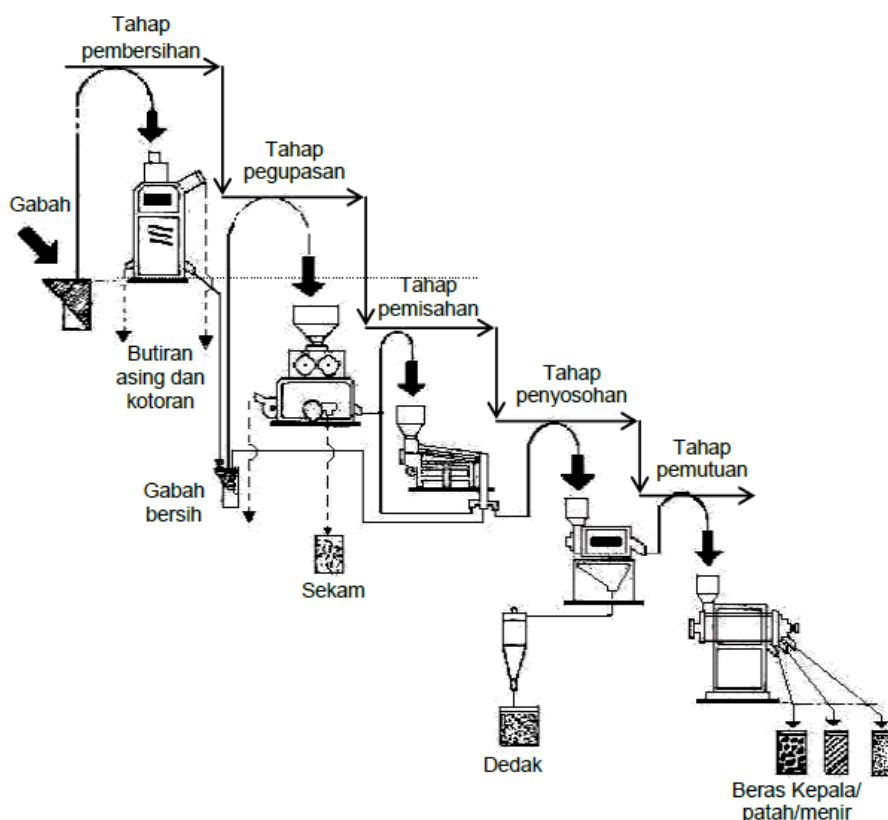 Tahap
pembersihan
Tahap
pegupasan
Gabah
Tahap
pemisahan
Butiran
asing dan
kotoran
Tahap
penyosohan
Tahap
pemutuan
Gabah
bersih
Sekam
Dedak
Beras Kepala/
patah/menir